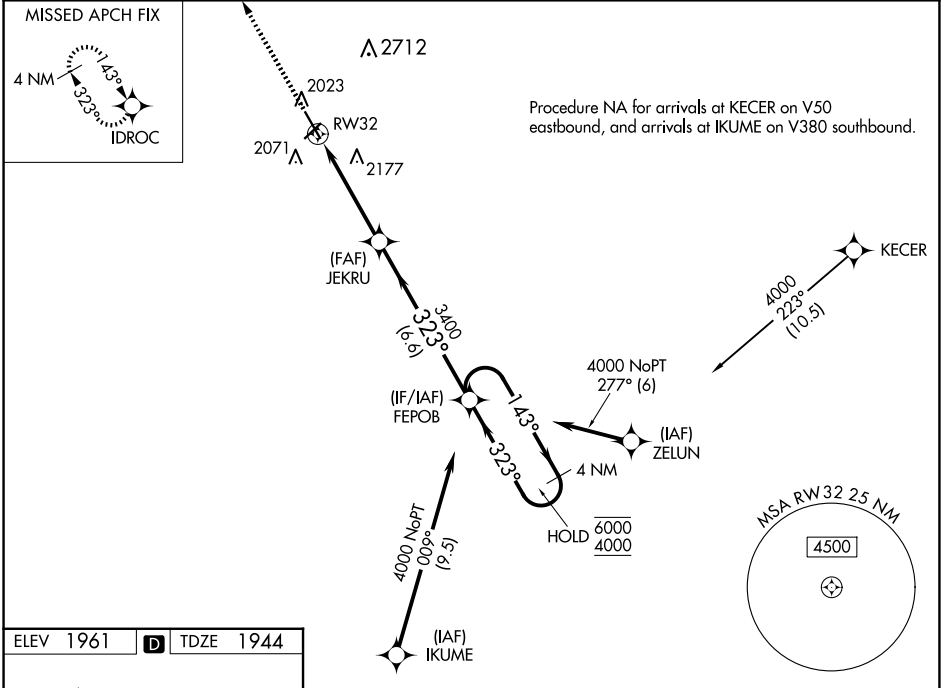 MISSED APCH FIX
4 NM
143°
323°
IDROC
2712
2023
RW32
2071
2177
Procedure NA for arrivals at KECER on V50
eastbound, and arrivals at IKUME on V380 southbound.
(FAF)
JEKRU
KECER
4000
223°
(10.5)
3400
323°
(6.6)
4000 NoPT
277° (6)
(IF/IAF)
FEPOB
143°
(IAF)
ZELUN
323°
4 NM
HOLD 6000
4000
4000 NoPT
009°
(9.5)
MSA RW32 25 NM
4500
(IAF)
IKUME
ELEV 1961 D TDZE 1944